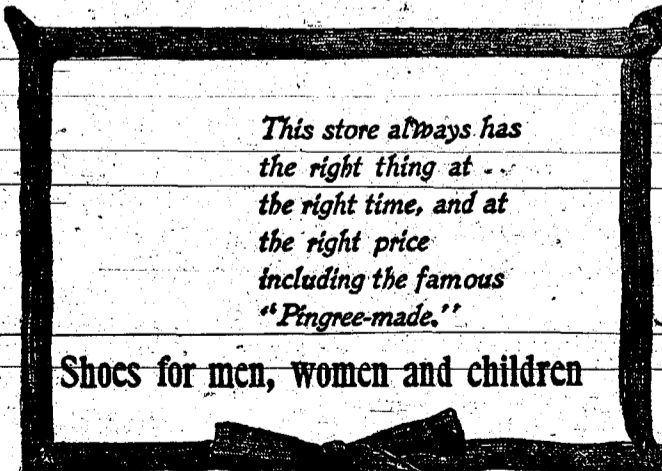 This store always has
the right thing at
the right time, and at
the right price
including the famous
"Pingree-made."
Shoes for men, women and children